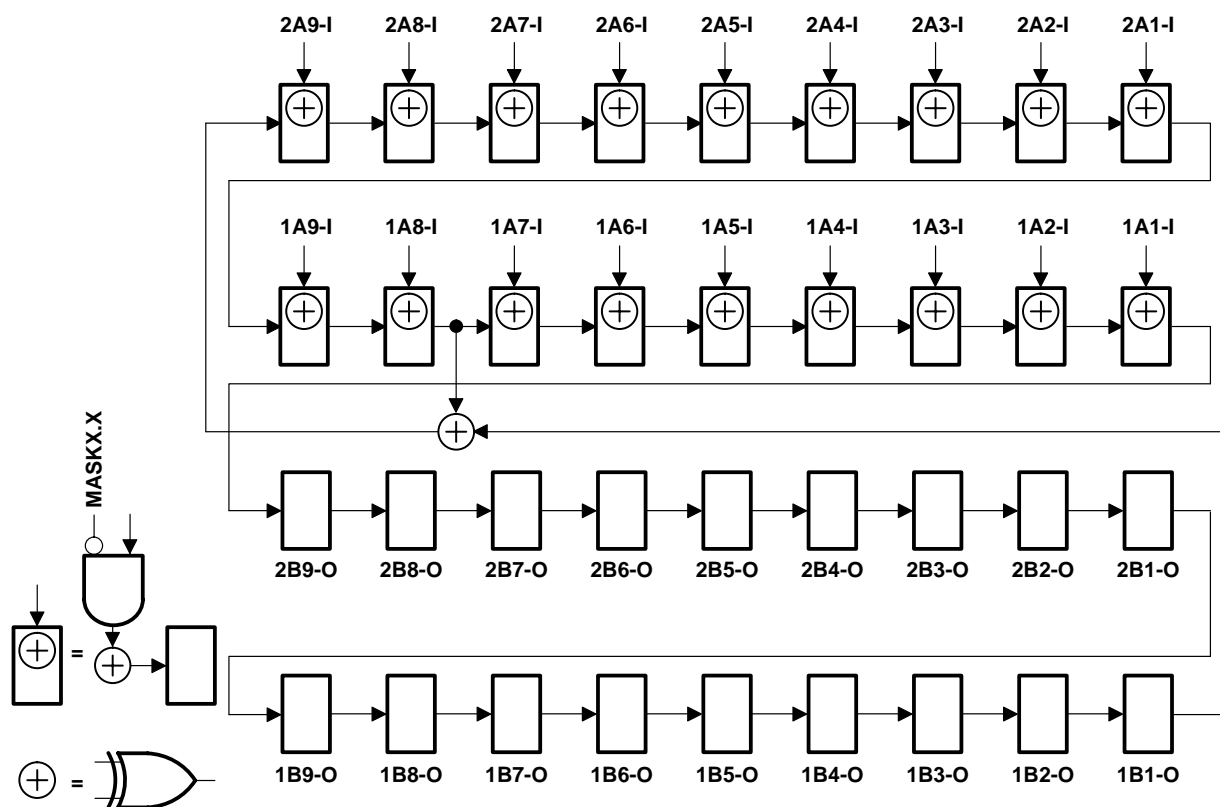 2A9-I 2A8-I 2A7-I 2A6-I 2A5-I 2A4-I 2A3-I 2A2-I 2A1-I
1A9-I 1A8-I 1A7-I 1A6-I 1A5-I 1A4-I 1A3-I 1A2-I 1A1-I
MASKX.X
2B9-O 2B8-O 2B7-O 2B6-O 2B5-O 2B4-O 2B3-O 2B2-O 2B1-O
=
1B9-O 1B8-O 1B7-O 1B6-O 1B5-O 1B4-O 1B3-O 1B2-O 1B1-O
=